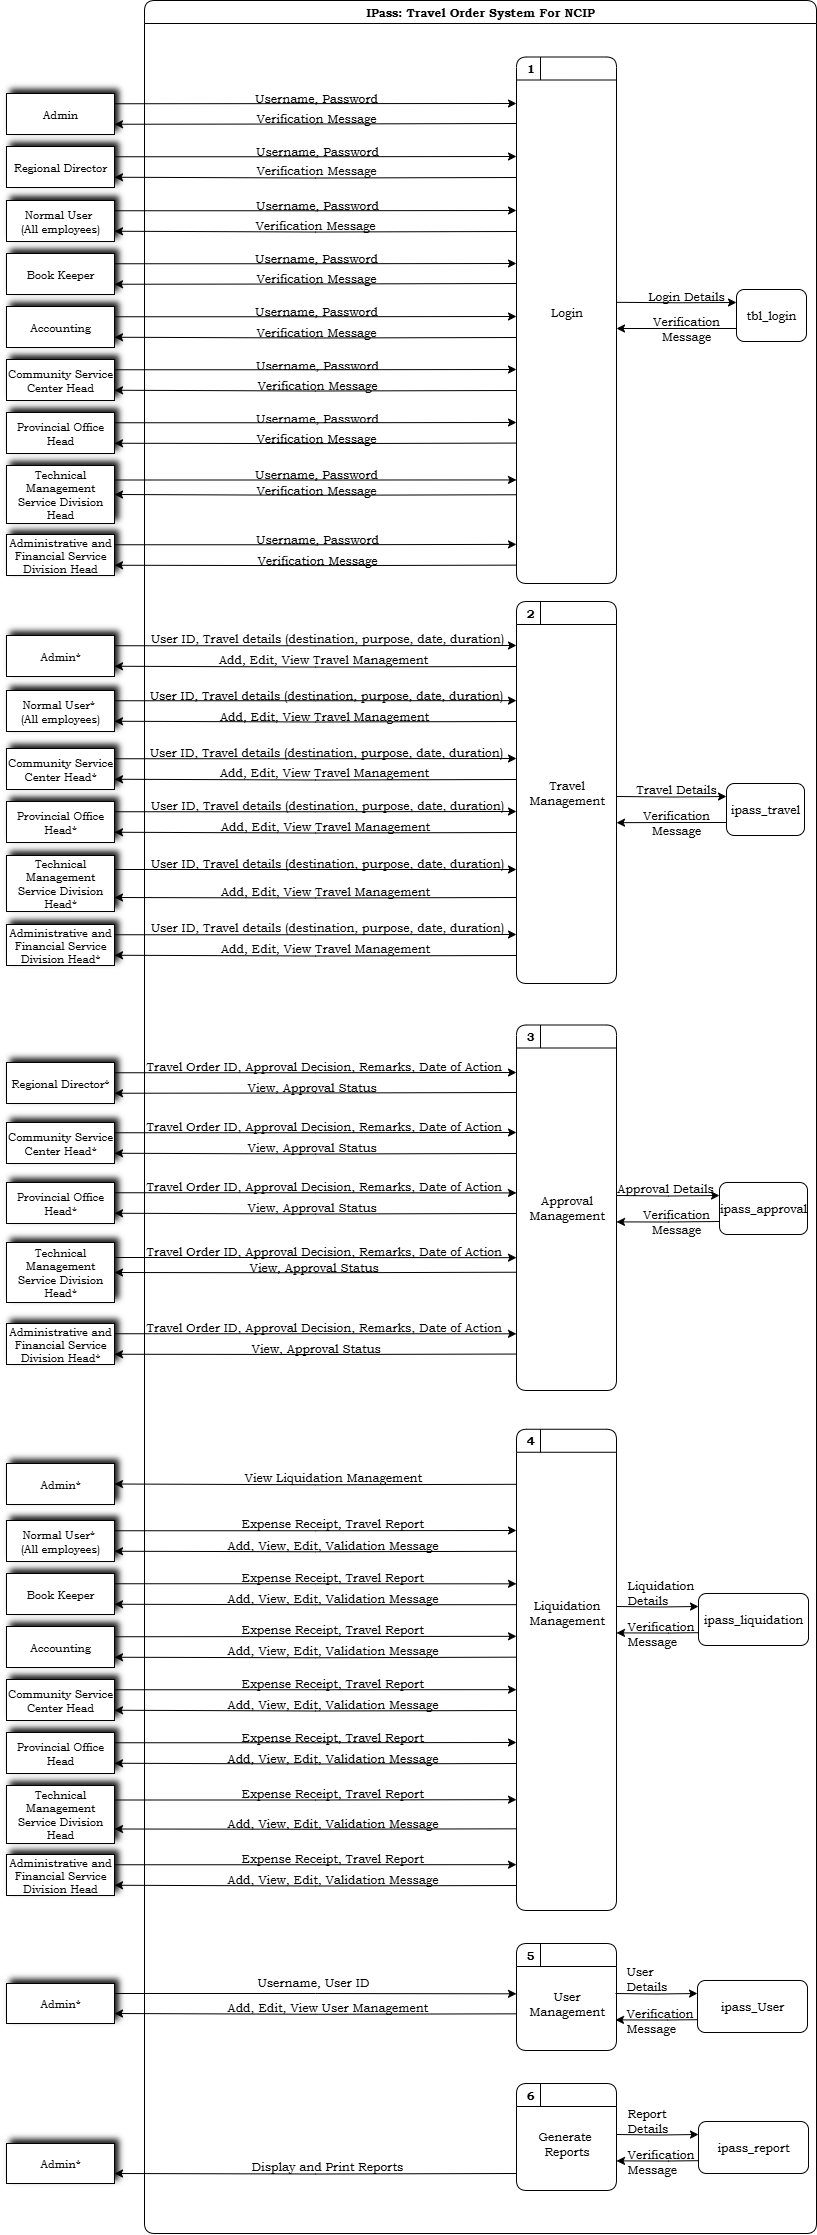 IPass: Travel Order System For NCIP
1
Admin
Username, Password
Verification Message
Regional Director
Username, Password
Verification Message
Normal User
(All employees)
Username, Password
Verification Message
Book Keeper
Username, Password
Verification Message
Accounting
Username, Password
Verification Message
Community Service
Center Head
Username, Password
Verification Message
Provincial Office
Head
Username, Password
Verification Message
Technical
Management
Service Division
Head
Username, Password
Verification Message
Administrative and
Financial Service
Division Head
Username, Password
Verification Message
Login
Login Details
Verification
Message
tbl_login
2
Admin*
User ID, Travel details (destination, purpose, date, duration)
Add, Edit, View Travel Management
Normal User*
(All employees)
User ID, Travel details (destination, purpose, date, duration)
Add, Edit, View Travel Management
Community Service
Center Head*
User ID, Travel details (destination, purpose, date, duration)
Add, Edit, View Travel Management
Provincial Office
Head*
User ID, Travel details (destination, purpose, date, duration)
Add, Edit, View Travel Management
Technical
Management
Service Division
Head*
User ID, Travel details (destination, purpose, date, duration)
Add, Edit, View Travel Management
Administrative and
Financial Service
Division Head*
User ID, Travel details (destination, purpose, date, duration)
Add, Edit, View Travel Management
Travel
Management
Travel Details
Verification
Message
ipass_travel
3
Regional Director*
Travel Order ID, Approval Decision, Remarks, Date of Action
View, Approval Status
Community Service
Center Head*
Travel Order ID, Approval Decision, Remarks, Date of Action
View, Approval Status
Provincial Office
Head*
Travel Order ID, Approval Decision, Remarks, Date of Action
View, Approval Status
Technical
Management
Service Division
Head*
Travel Order ID, Approval Decision, Remarks, Date of Action
View, Approval Status
Administrative and
Financial Service
Division Head*
Travel Order ID, Approval Decision, Remarks, Date of Action
View, Approval Status
Approval
Management
Approval Details
Verification
Message
ipass_approval
4
Admin*
View Liquidation Management
Normal User*
(All employees)
Expense Receipt, Travel Report
Add, View, Edit, Validation Message
Book Keeper
Expense Receipt, Travel Report
Add, View, Edit, Validation Message
Accounting
Expense Receipt, Travel Report
Add, View, Edit, Validation Message
Community Service
Center Head
Expense Receipt, Travel Report
Add, View, Edit, Validation Message
Provincial Office
Head
Expense Receipt, Travel Report
Add, View, Edit, Validation Message
Technical
Management
Service Division
Head
Expense Receipt, Travel Report
Add, View, Edit, Validation Message
Administrative and
Financial Service
Division Head
Expense Receipt, Travel Report
Add, View, Edit, Validation Message
Liquidation
Management
Liquidation
Details
Verification
Message
ipass_liquidation
5
Admin*
Username, User ID
Add, Edit, View User Management
User
Management
User
Details
Verification
Message
ipass_User
6
Admin*
Display and Print Reports
Generate
Reports
Report
Details
Verification
Message
ipass_report